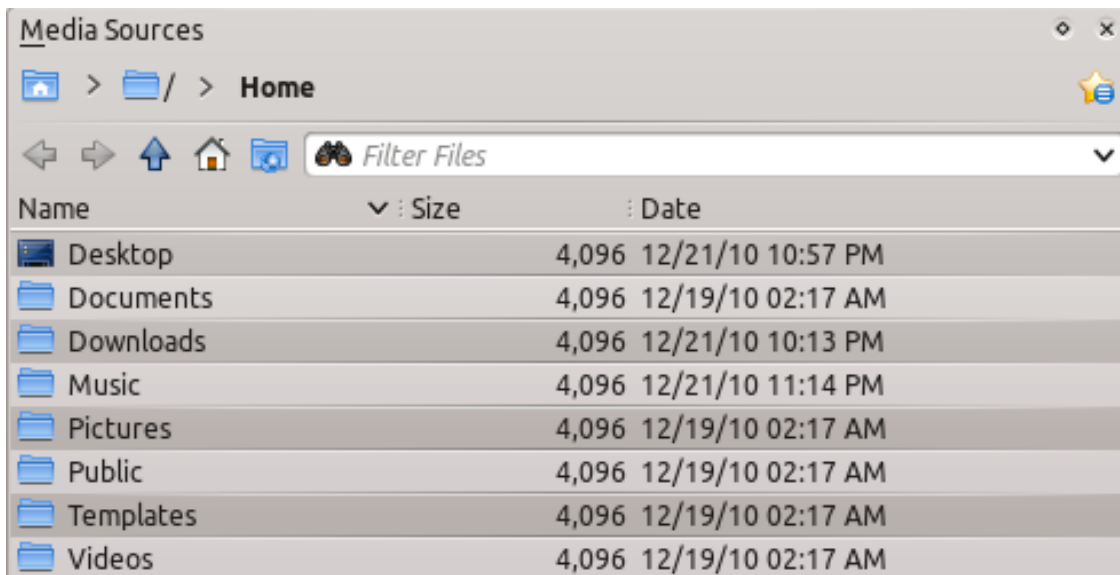 Media Sources
> / > Home
Filter Files
Name Size Date
Desktop 4,096 12/21/10 10:57 PM
Documents 4,096 12/19/10 02:17 AM
Downloads 4,096 12/21/10 10:13 PM
Music 4,096 12/21/10 11:14 PM
Pictures 4,096 12/19/10 02:17 AM
Public 4,096 12/19/10 02:17 AM
Templates 4,096 12/19/10 02:17 AM
Videos 4,096 12/19/10 02:17 AM